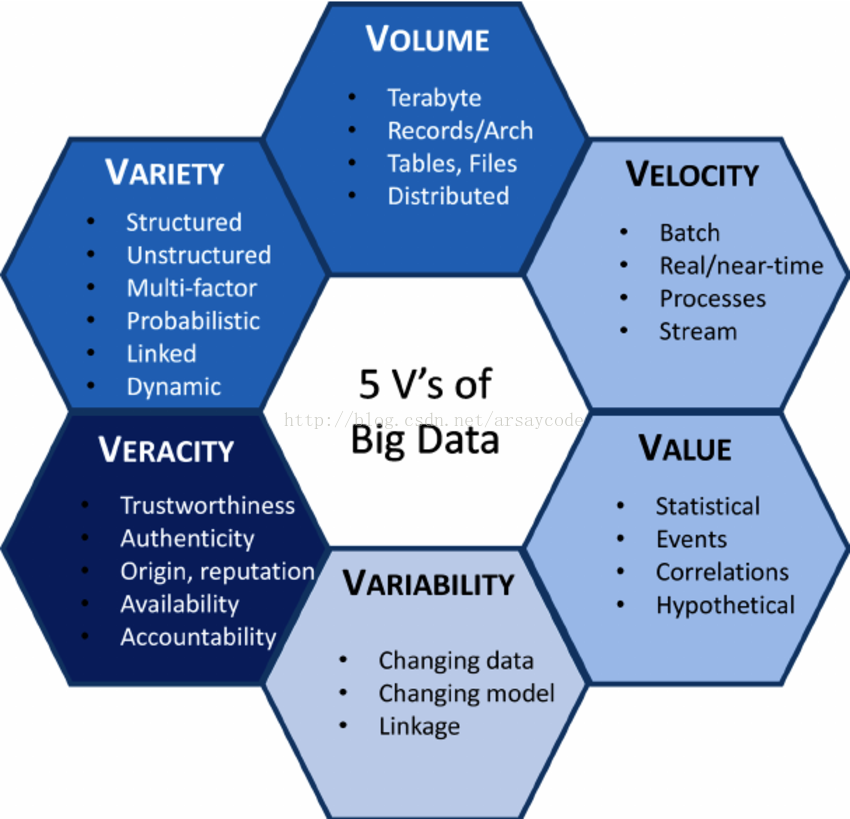 VOLUME
• Terabyte
• Records/Arch
• Tables, Files
• Distributed
VARIETY
• Structured
• Unstructured
• Multi-factor
• Probabilistic
• Linked
• Dynamic
VELOCITY
• Batch
• Real/near-time
• Processes
• Stream
5 V’s of
http://blog.csdn.net/arsaycode
Big Data
VERACITY
• Trustworthiness
• Authenticity
• Origin, reputation
• Availability
• Accountability
VALUE
• Statistical
• Events
• Correlations
• Hypothetical
VARIABILITY
• Changing data
• Changing model
• Linkage